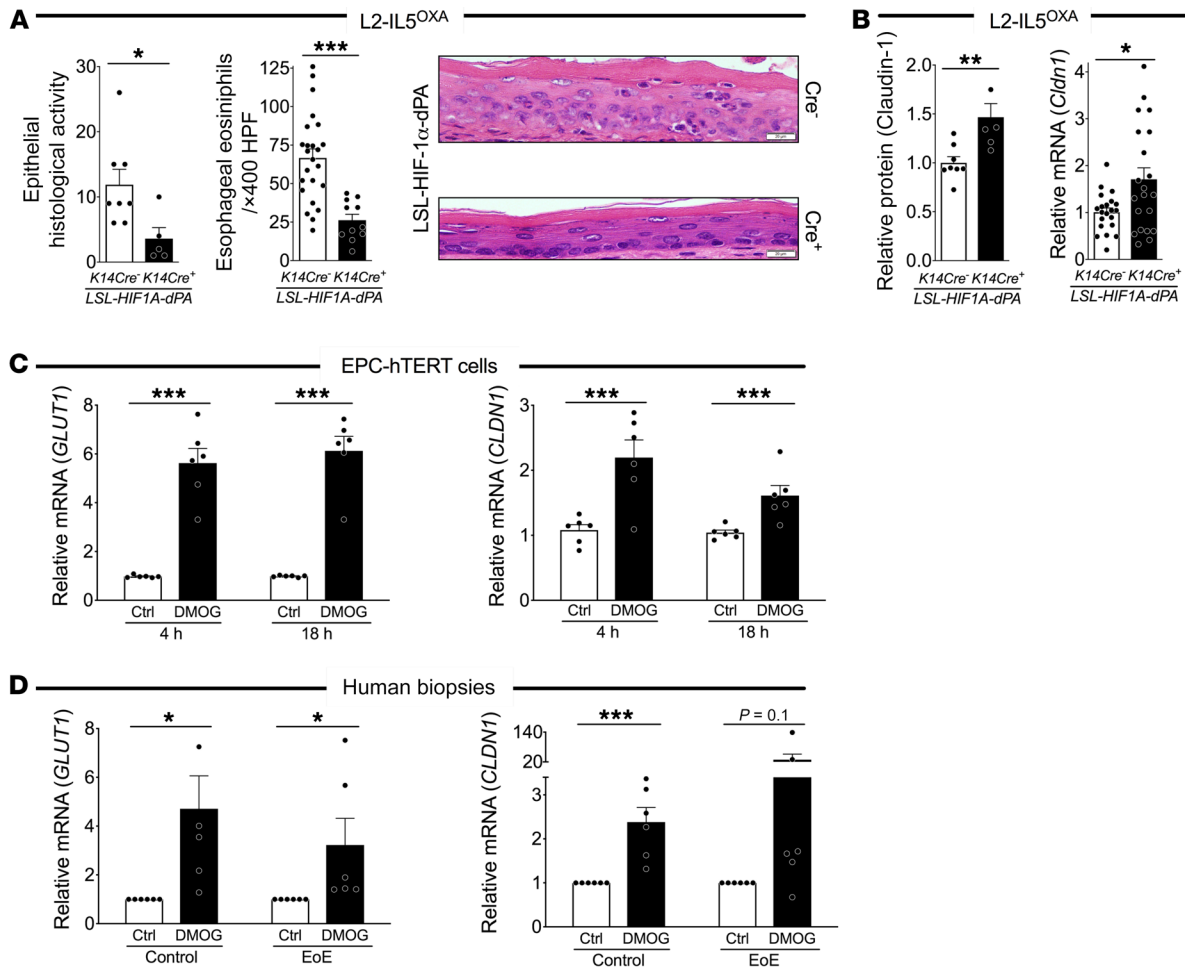 A
L2-IL5OXA
Epithelial
histological activity
30
20
10
0
*
K14Cre- K14Cre+
LSL-HIF1A-dPA
Esophageal eosiniphils
/×400 HPF
125
100
75
50
25
0
***
K14Cre- K14Cre+
LSL-HIF1A-dPA
LSL-HIF-1α-dPA
Cre-
20 µm
Cre+
20 µm
B
L2-IL5OXA
Relative protein (Claudin-1)
2.0
1.5
1.0
0.5
0.0
**
K14Cre- K14Cre+
LSL-HIF1A-dPA
Relative mRNA (Cldn1)
4
3
2
1
0
*
K14Cre- K14Cre+
LSL-HIF1A-dPA
C
EPC-hTERT cells
Relative mRNA (GLUT1)
8
6
4
2
0
*** ***
Ctrl DMOG Ctrl DMOG
4 h 18 h
Relative mRNA (CLDN1)
3
2
1
0
*** ***
Ctrl DMOG Ctrl DMOG
4 h 18 h
D
Human biopsies
Relative mRNA (GLUT1)
8
6
4
2
0
* *
Ctrl DMOG Ctrl DMOG
Control EoE
Relative mRNA (CLDN1)
140
20
3
2
1
0
*** P = 0.1
Ctrl DMOG Ctrl DMOG
Control EoE